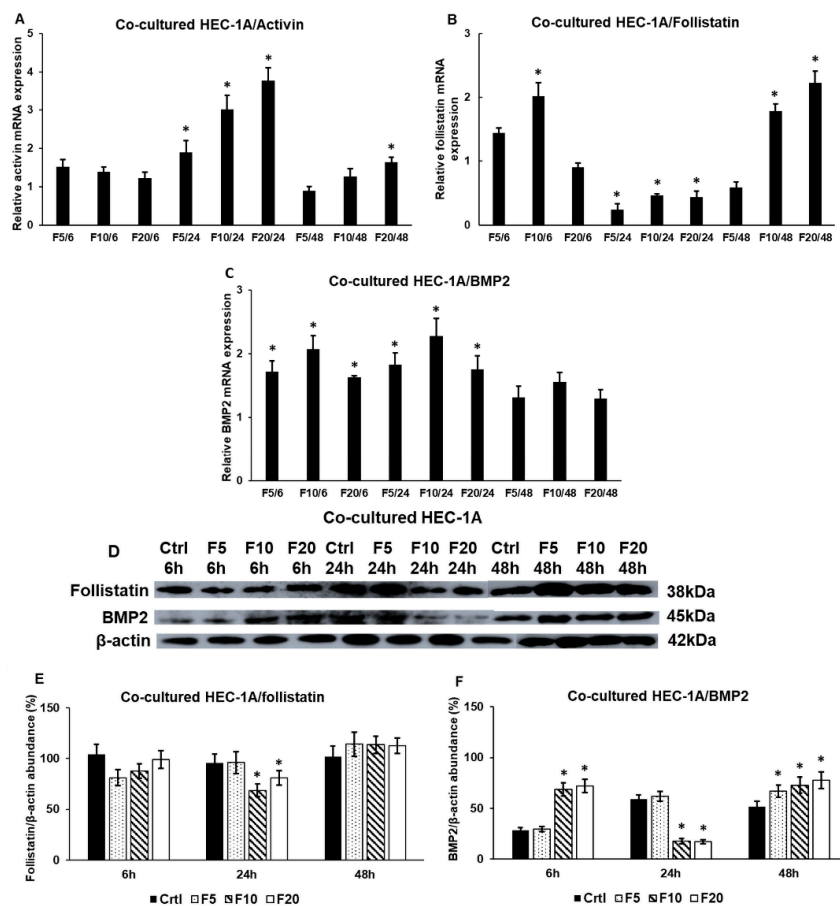 A
Co-cultured HEC-1A/Activin
Relative activin mRNA expression
5
4
3
2
1
0
* * * *
F5/6 F10/6 F20/6 F5/24 F10/24 F20/24 F5/48 F10/48 F20/48
B
Co-cultured HEC-1A/Follistatin
Relative follistatin mRNA
expression
3
2
1
0
* * * * * *
F5/6 F10/6 F20/6 F5/24 F10/24 F20/24 F5/48 F10/48 F20/48
C
Co-cultured HEC-1A/BMP2
Relative BMP2 mRNA expression
3
2
1
0
* * * * * *
F5/6 F10/6 F20/6 F5/24 F10/24 F20/24 F5/48 F10/48 F20/48
Co-cultured HEC-1A
D
Ctrl F5 F10 F20 Ctrl F5 F10 F20 Ctrl F5 F10 F20
6h 6h 6h 6h 24h 24h 24h 24h 48h 48h 48h 48h
Follistatin 38kDa
BMP2 45kDa
β-actin 42kDa
E
Co-cultured HEC-1A/follistatin
Follistatin/β-actin abundance (%)
150
100
50
0
* *
6h 24h 48h
Crtl F5 F10 F20
F
Co-cultured HEC-1A/BMP2
BMP2/β-actin abundance (%)
150
100
50
0
* * * * * * *
6h 24h 48h
Crtl F5 F10 F20